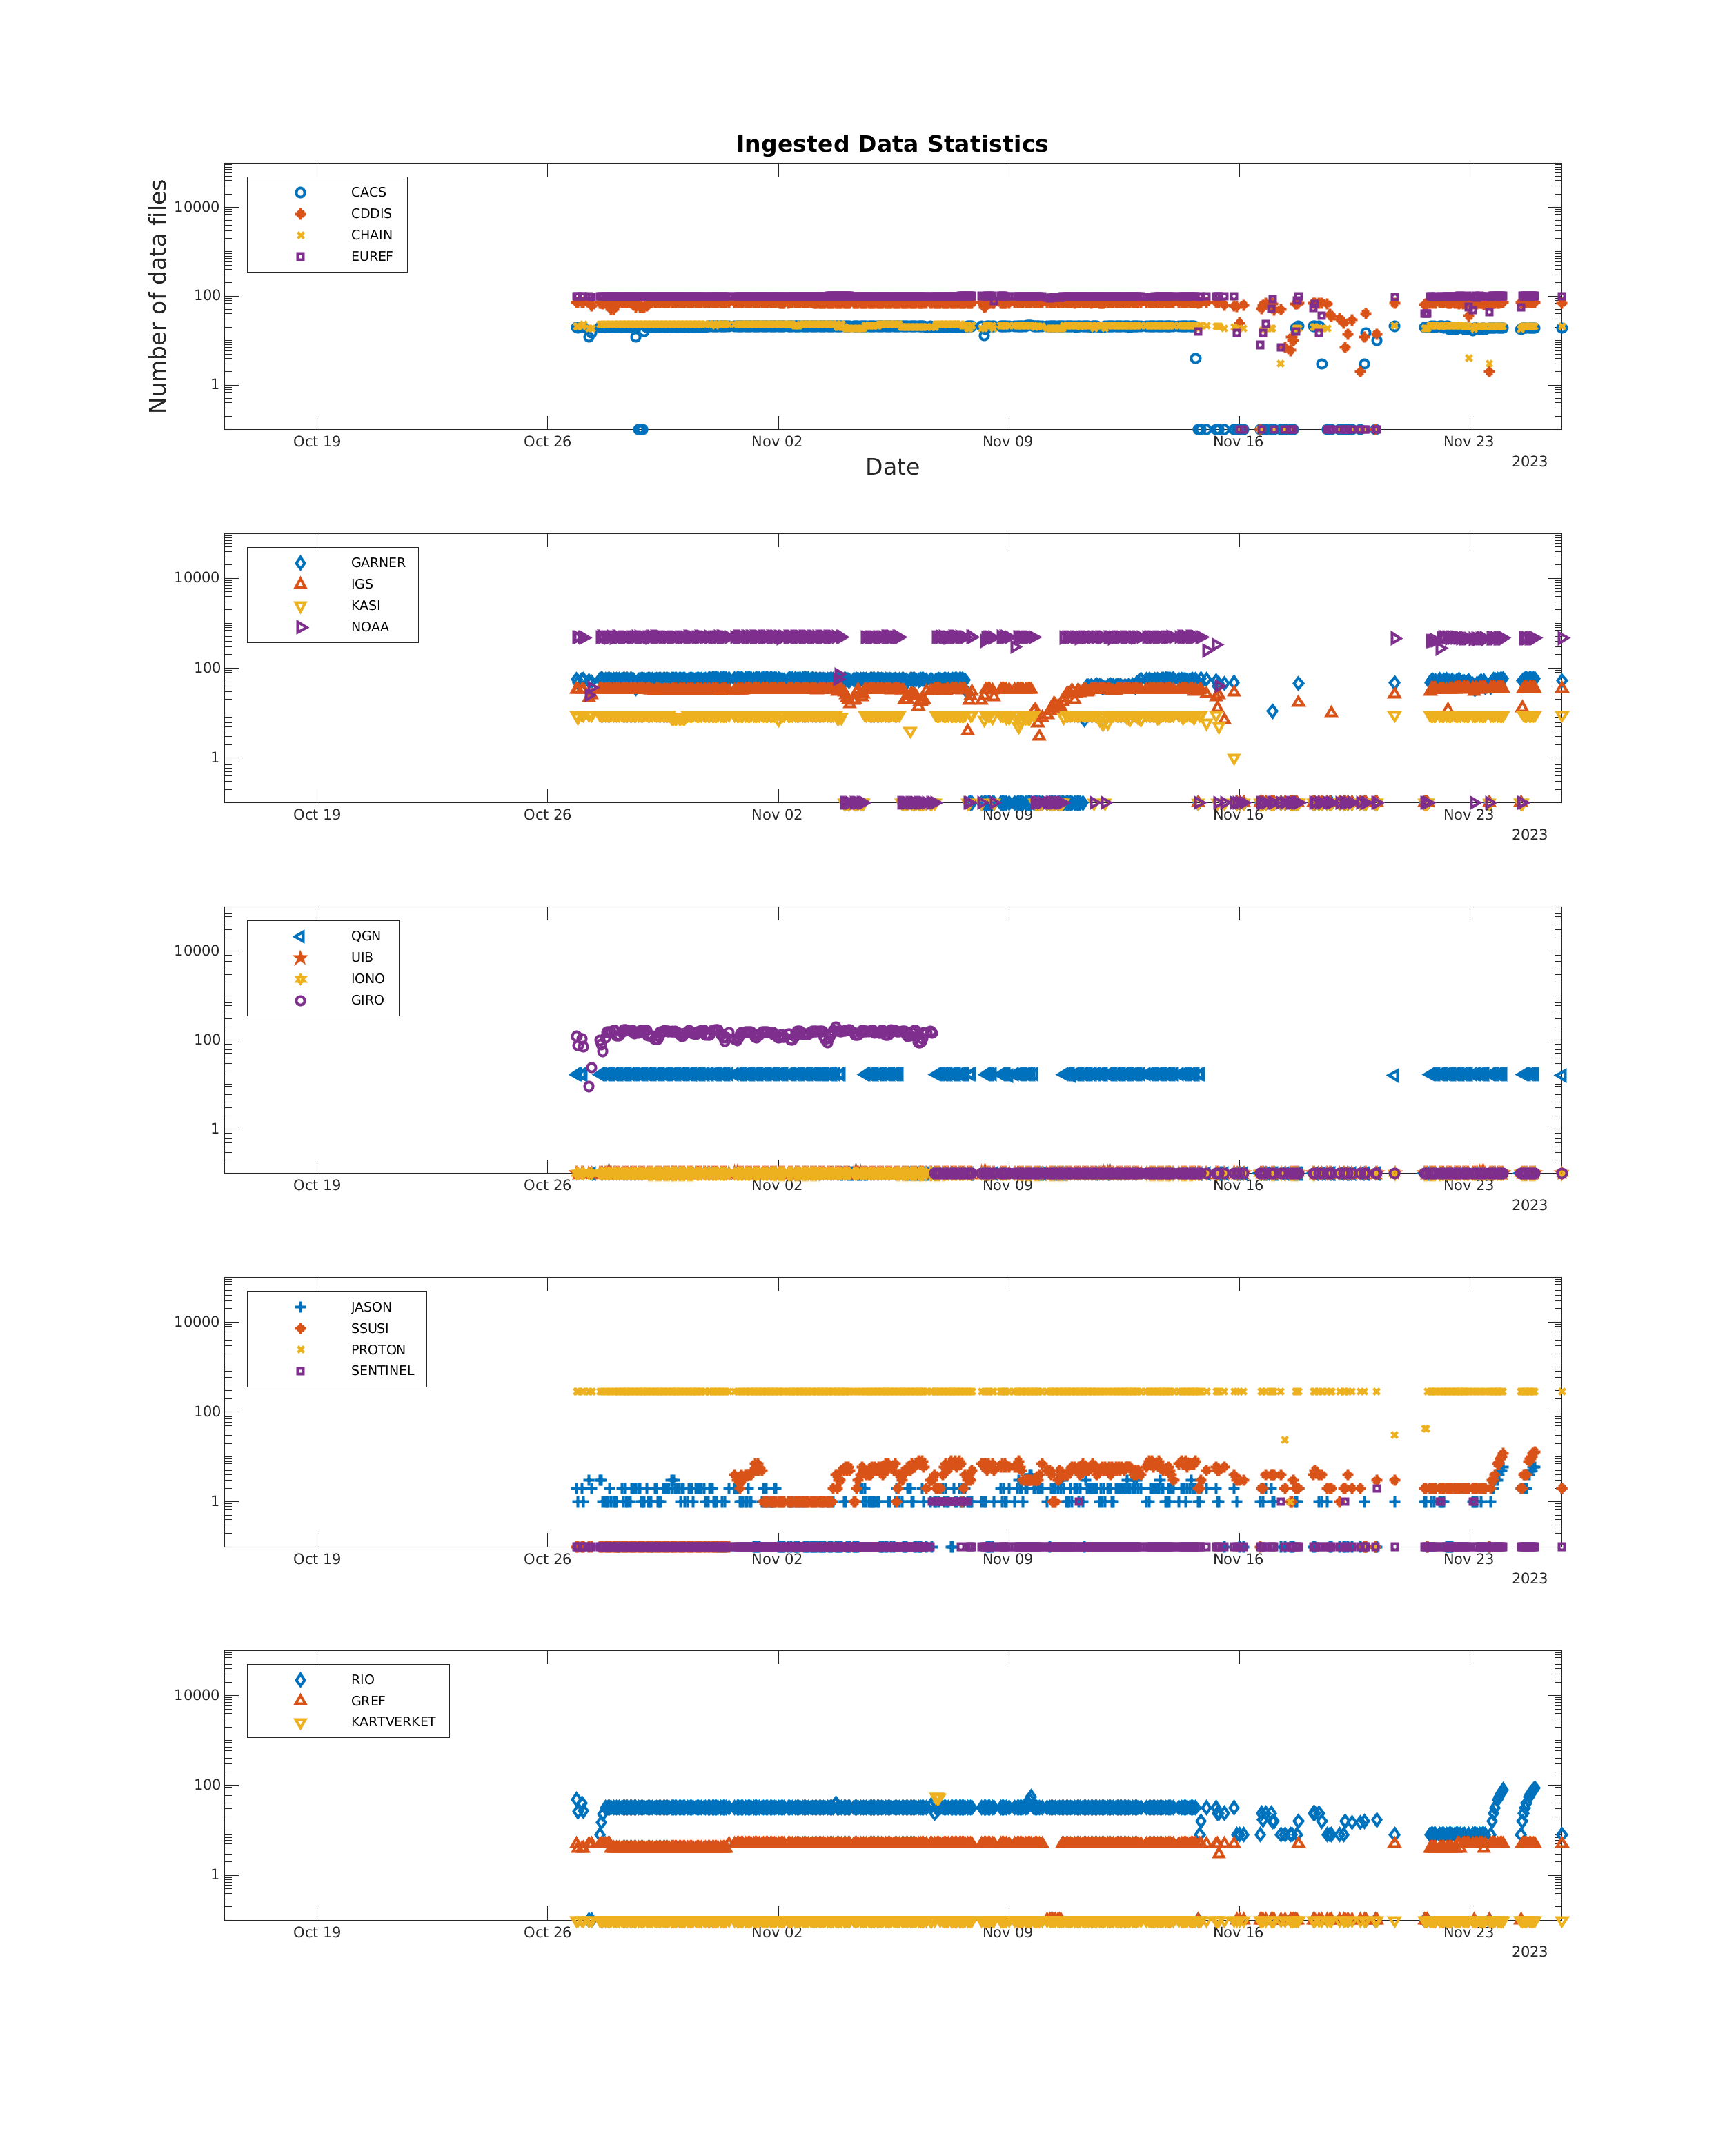 Ingested Data Statistics
Number of data files
CACS
CDDIS
CHAIN
EUREF
10000
100
1
Oct 19 Oct 26 Nov 02 Nov 09 Nov 16 Nov 23
2023
Date
GARNER
IGS
KASI
NOAA
10000
100
1
Oct 19 Oct 26 Nov 02 Nov 09 Nov 16 Nov 23
2023
QGN
UIB
IONO
GIRO
10000
100
1
Oct 19 Oct 26 Nov 02 Nov 09 Nov 16 Nov 23
2023
JASON
SSUSI
PROTON
SENTINEL
10000
100
1
Oct 19 Oct 26 Nov 02 Nov 09 Nov 16 Nov 23
2023
RIO
GREF
KARTVERKET
10000
100
1
Oct 19 Oct 26 Nov 02 Nov 09 Nov 16 Nov 23
2023